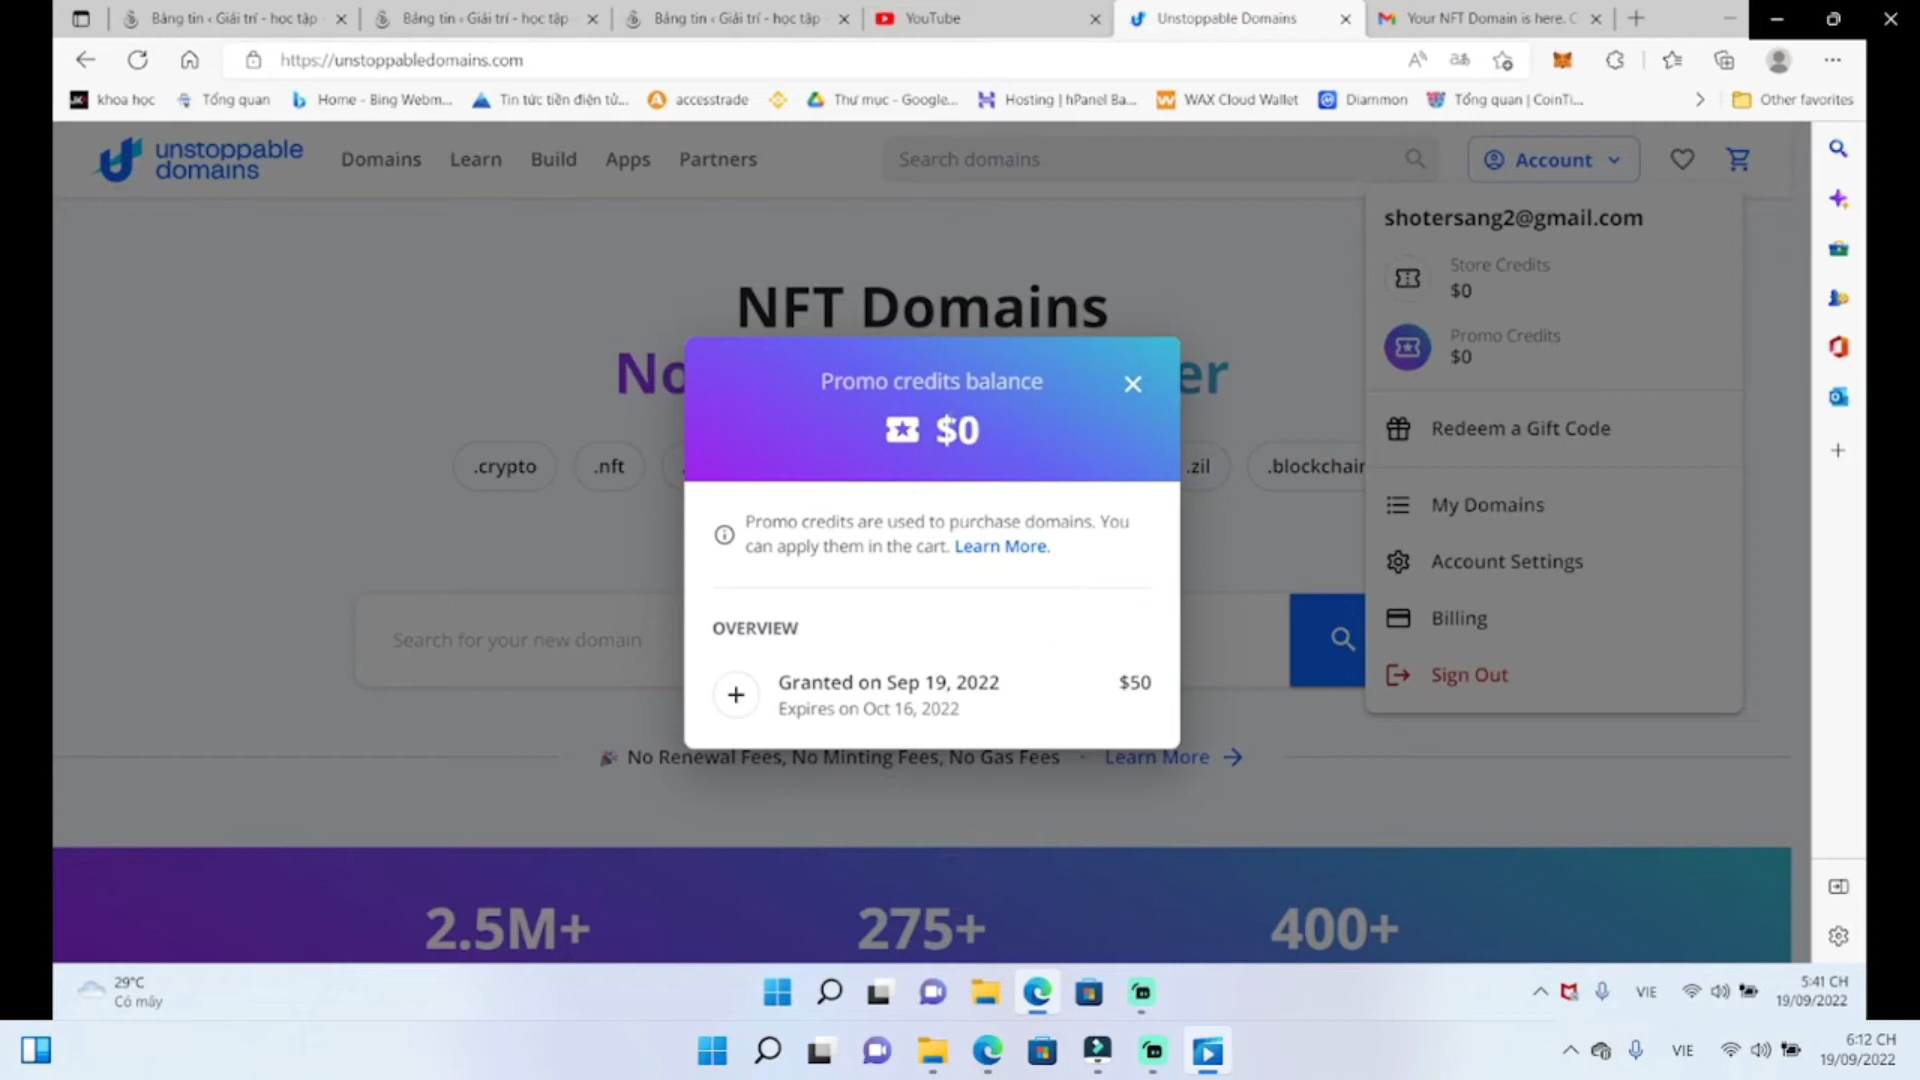 Bảng tin ‹ Giải trí - học tập
Bảng tin ‹ Giải trí - học tập
Bảng tin ‹ Giải trí - học tập
YouTube
Unstoppable Domains
Your NFT Domain is here. C
https://unstoppabledomains.com
khoa học
Tổng quan
Home - Bing Webm...
Tin tức tiền điện tử...
accesstrade
Thư mục - Google...
Hosting | hPanel Ba...
WAX Cloud Wallet
Diammon
Tổng quan | CoinTi...
Other favorites
unstoppable
domains
Domains
Learn
Build
Apps
Partners
Search domains
Account
shotersang2@gmail.com
Store Credits
$0
Promo Credits
$0
Redeem a Gift Code
My Domains
Account Settings
Billing
Sign Out
NFT Domains
No
er
.crypto
.nft
.zil
.blockchain
Promo credits balance
$0
Promo credits are used to purchase domains. You
can apply them in the cart. Learn More.
OVERVIEW
Granted on Sep 19, 2022
$50
Expires on Oct 16, 2022
Search for your new domain
No Renewal Fees, No Minting Fees, No Gas Fees · Learn More
2.5M+
275+
400+
29°C
Có mây
VIE
5:41 CH
19/09/2022
VIE
6:12 CH
19/09/2022